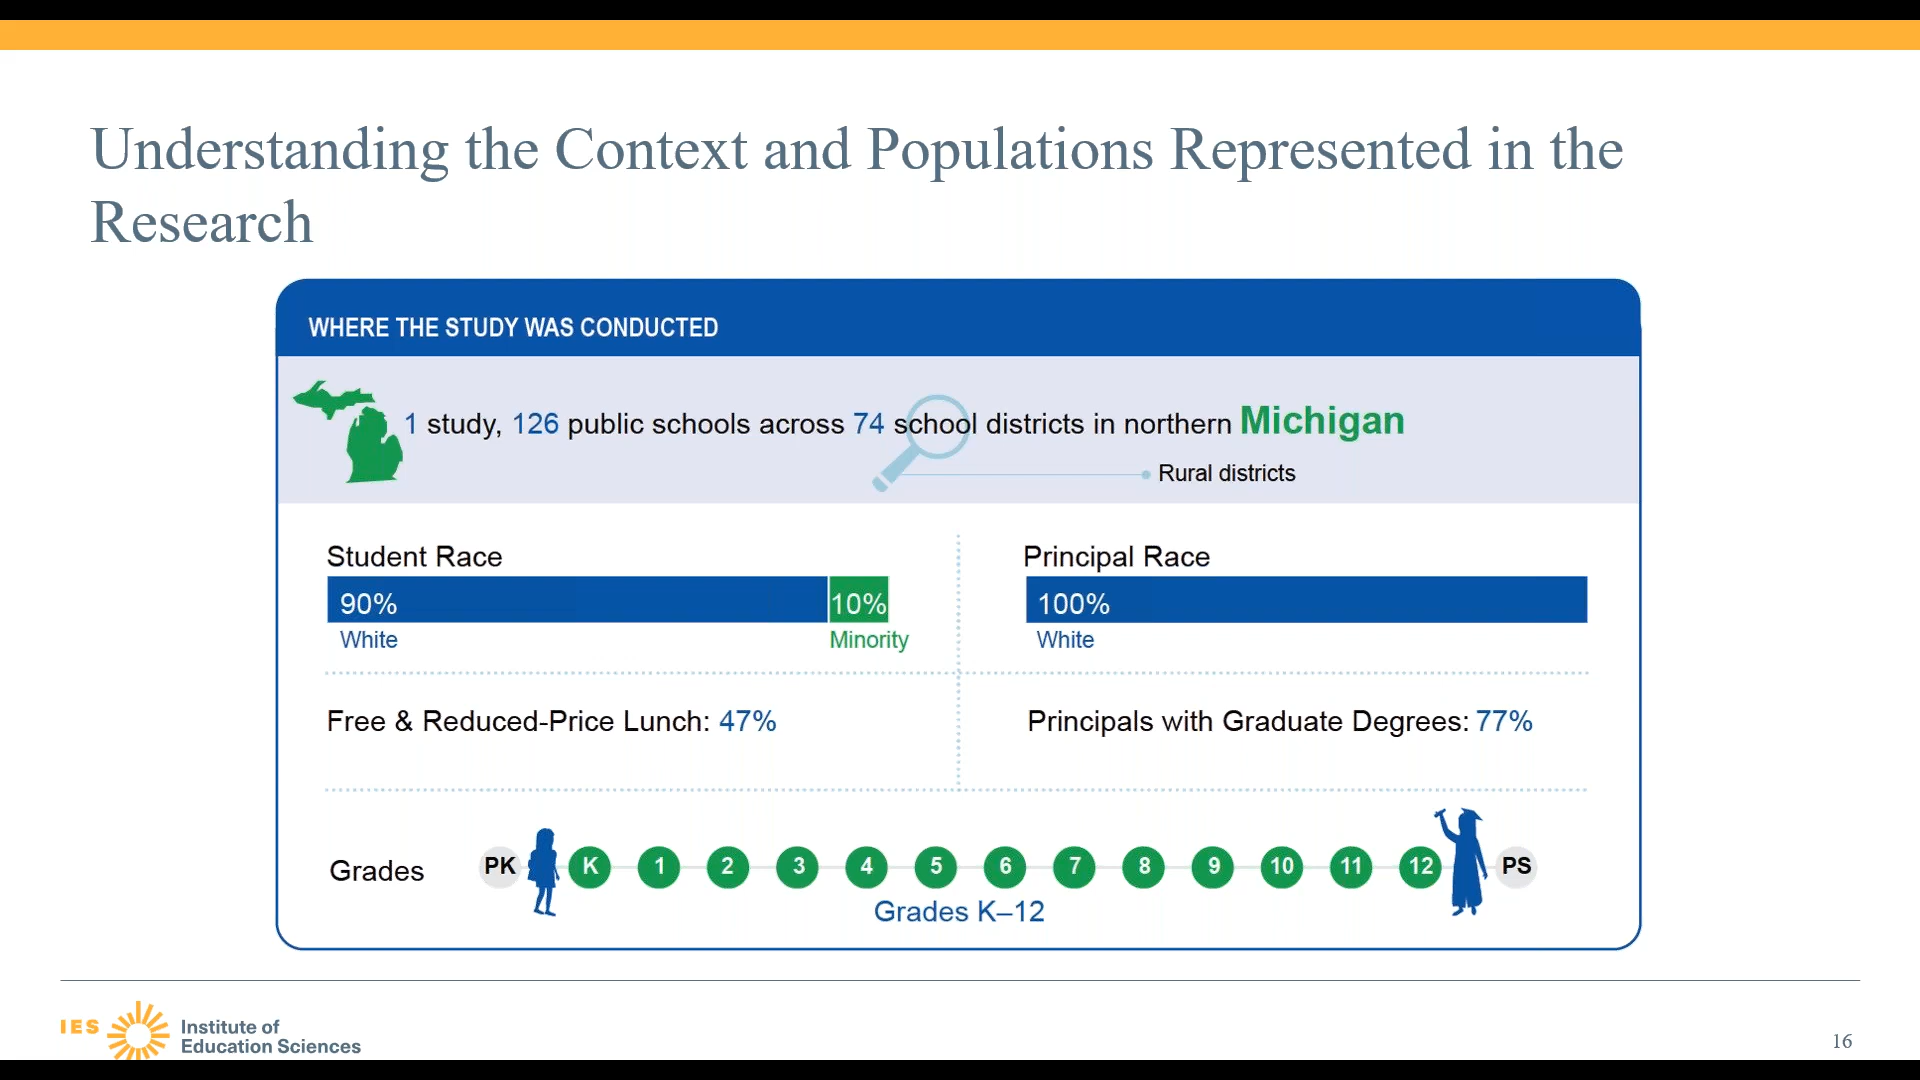 Understanding the Context and Populations Represented in the
Research
WHERE THE STUDY WAS CONDUCTED
1 study, 126 public schools across 74 school districts in northern Michigan
Rural districts
Student Race
90%
10%
White
Minority
Principal Race
100%
White
Free & Reduced-Price Lunch: 47%
Principals with Graduate Degrees: 77%
Grades
PK K 1 2 3 4 5 6 7 8 9 10 11 12 PS
Grades K–12
IES
Institute of
Education Sciences
16